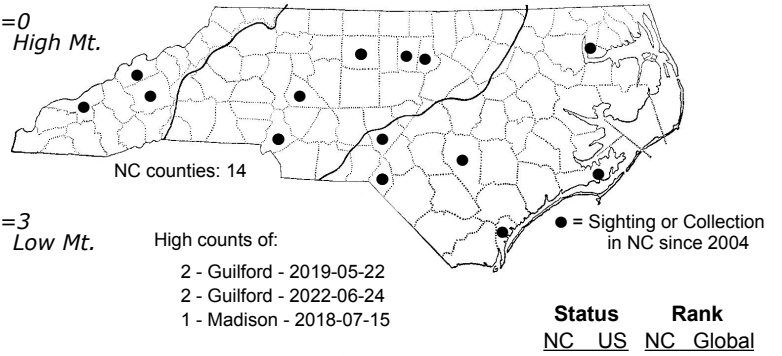 =0
High Mt.
NC counties: 14
=3
Low Mt.
High counts of:
2 - Guilford - 2019-05-22
2 - Guilford - 2022-06-24
1 - Madison - 2018-07-15
● = Sighting or Collection
in NC since 2004
Status Rank
NC US NC Global